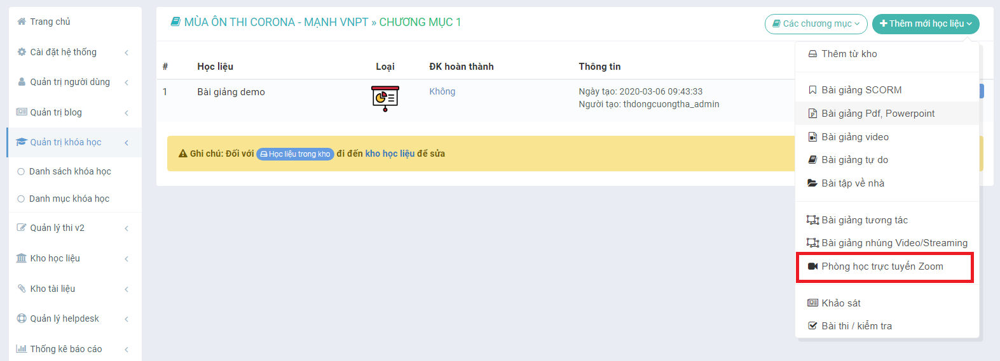 Trang chủ
Cài đặt hệ thống
Quản trị người dùng
Quản trị blog
Quản trị khóa học
Danh sách khóa học
Danh mục khóa học
Quản lý thi v2
Kho học liệu
Kho tài liệu
Quản lý helpdesk
Thống kê báo cáo
MÙA ÔN THI CORONA - MẠNH VNPT » CHƯƠNG MỤC 1
Các chương mục
Thêm mới học liệu
# Học liệu Loại ĐK hoàn thành Thông tin
1 Bài giảng demo Không Ngày tạo: 2020-03-06 09:43:33
Người tạo: thdongcuongtha_admin
Ghi chú: Đối với Học liệu trong kho đi đến kho học liệu để sửa
Thêm từ kho
Bài giảng SCORM
Bài giảng Pdf, Powerpoint
Bài giảng video
Bài giảng tự do
Bài tập về nhà
Bài giảng tương tác
Bài giảng nhúng Video/Streaming
Phòng học trực tuyến Zoom
Khảo sát
Bài thi / kiểm tra